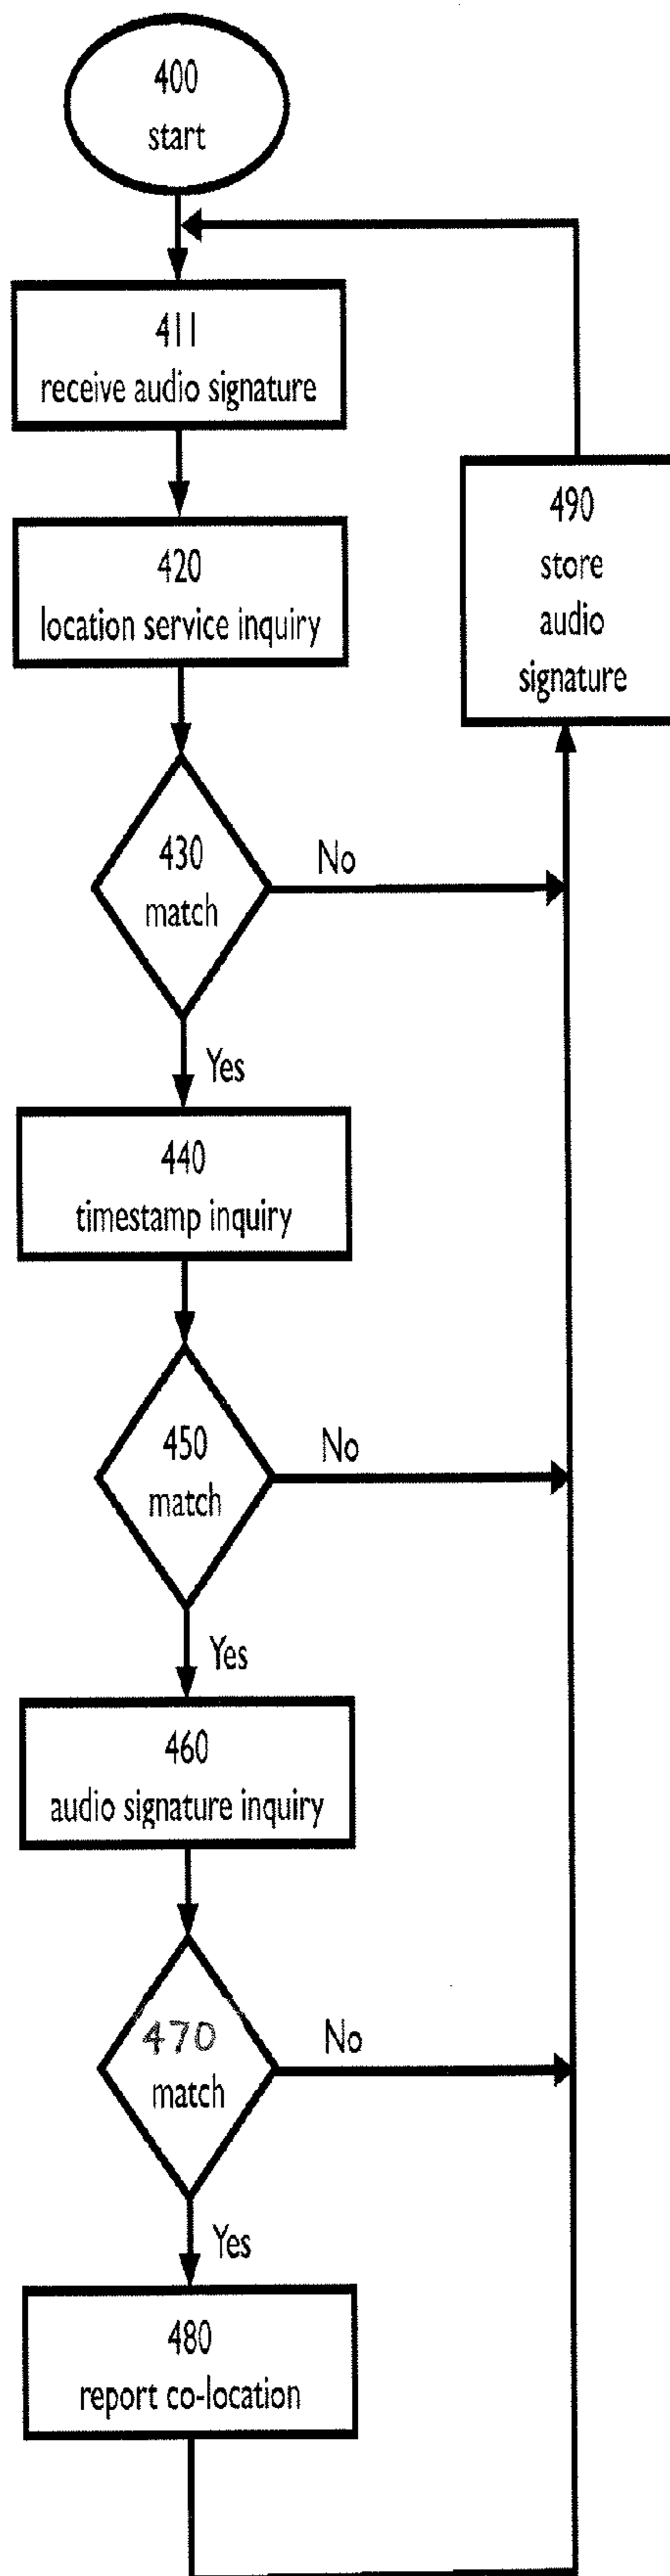 400
start
411
receive audio signature
420
location service inquiry
490
store
audio
signature
430
match
No
Yes
440
timestamp inquiry
450
match
No
Yes
460
audio signature inquiry
470
match
No
Yes
480
report co-location